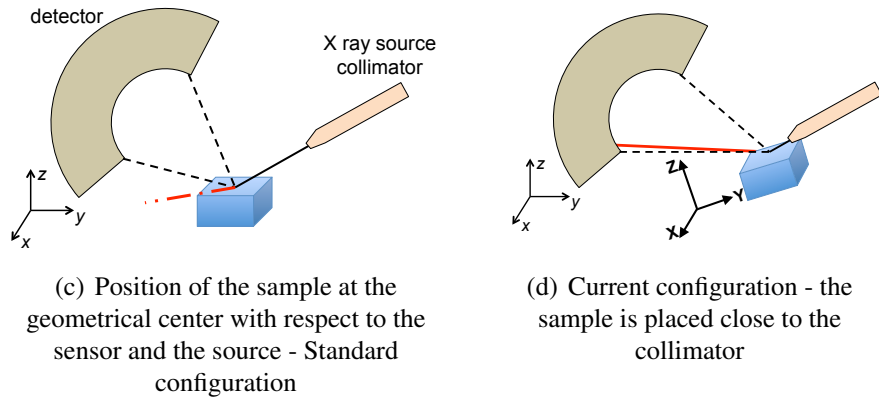 detector
X ray source
collimator
z
y
x
z
y
x
Z
Y
X
(c) Position of the sample at the
geometrical center with respect to the
sensor and the source - Standard
configuration
(d) Current configuration - the
sample is placed close to the
collimator